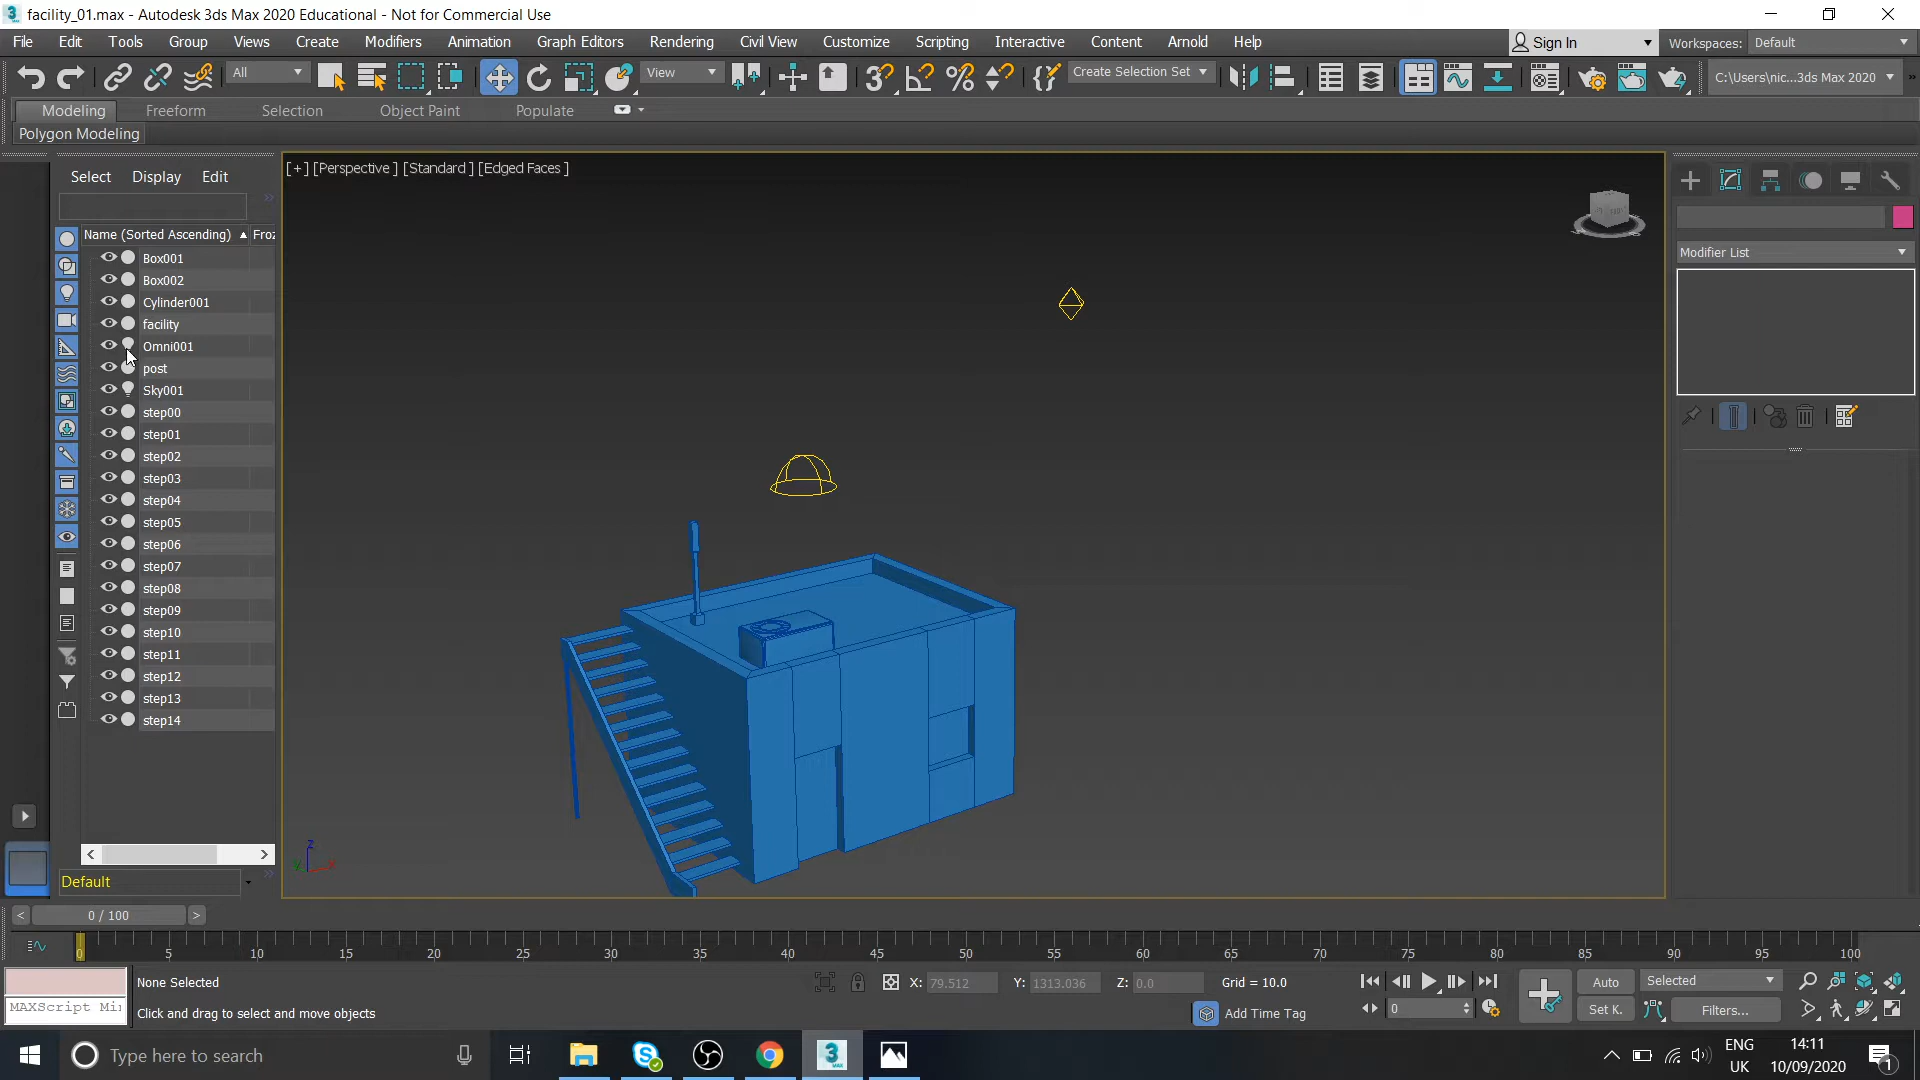 facility_01.max - Autodesk 3ds Max 2020 Educational - Not for Commercial Use
File Edit Tools Group Views Create Modifiers Animation Graph Editors Rendering Civil View Customize Scripting Interactive Content Arnold Help Sign In Workspaces: Default
All View Create Selection Set C:\Users\nic...3ds Max 2020
Modeling Freeform Selection Object Paint Populate
Polygon Modeling
Select Display Edit
[+] [Perspective ] [Standard ] [Edged Faces ]
Name (Sorted Ascending) Froz
Modifier List
Box001
Box002
Cylinder001
facility
Omni001
post
Sky001
step00
step01
step02
step03
step04
step05
step06
step07
step08
step09
step10
step11
step12
step13
step14
z
Default
0 / 100
0 5 10 15 20 25 30 35 40 45 50 55 60 65 70 75 80 85 90 95 100
None Selected X: 79.512 Y: 1313.036 Z: 0.0 Grid = 10.0 Auto Selected
MAXScript Mi
Click and drag to select and move objects Add Time Tag 0 Set K. Filters...
Type here to search
3
MAX
ENG
UK
14:11
10/09/2020
1